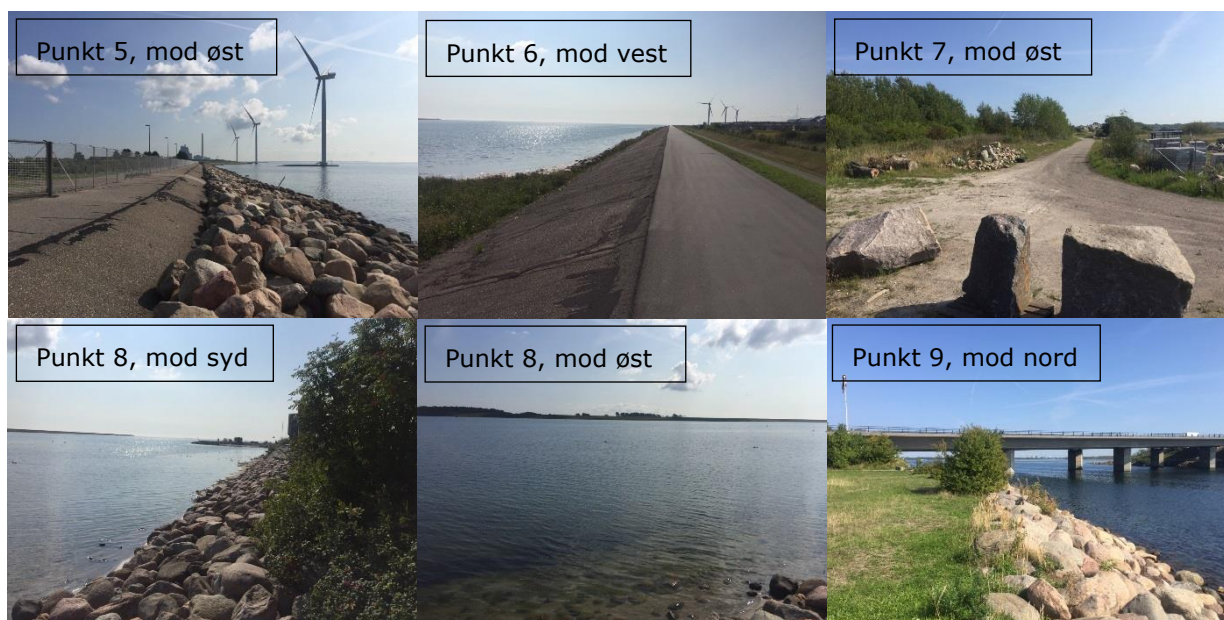 Punkt 5, mod øst
Punkt 6, mod vest
Punkt 7, mod øst
Punkt 8, mod syd
Punkt 8, mod øst
Punkt 9, mod nord